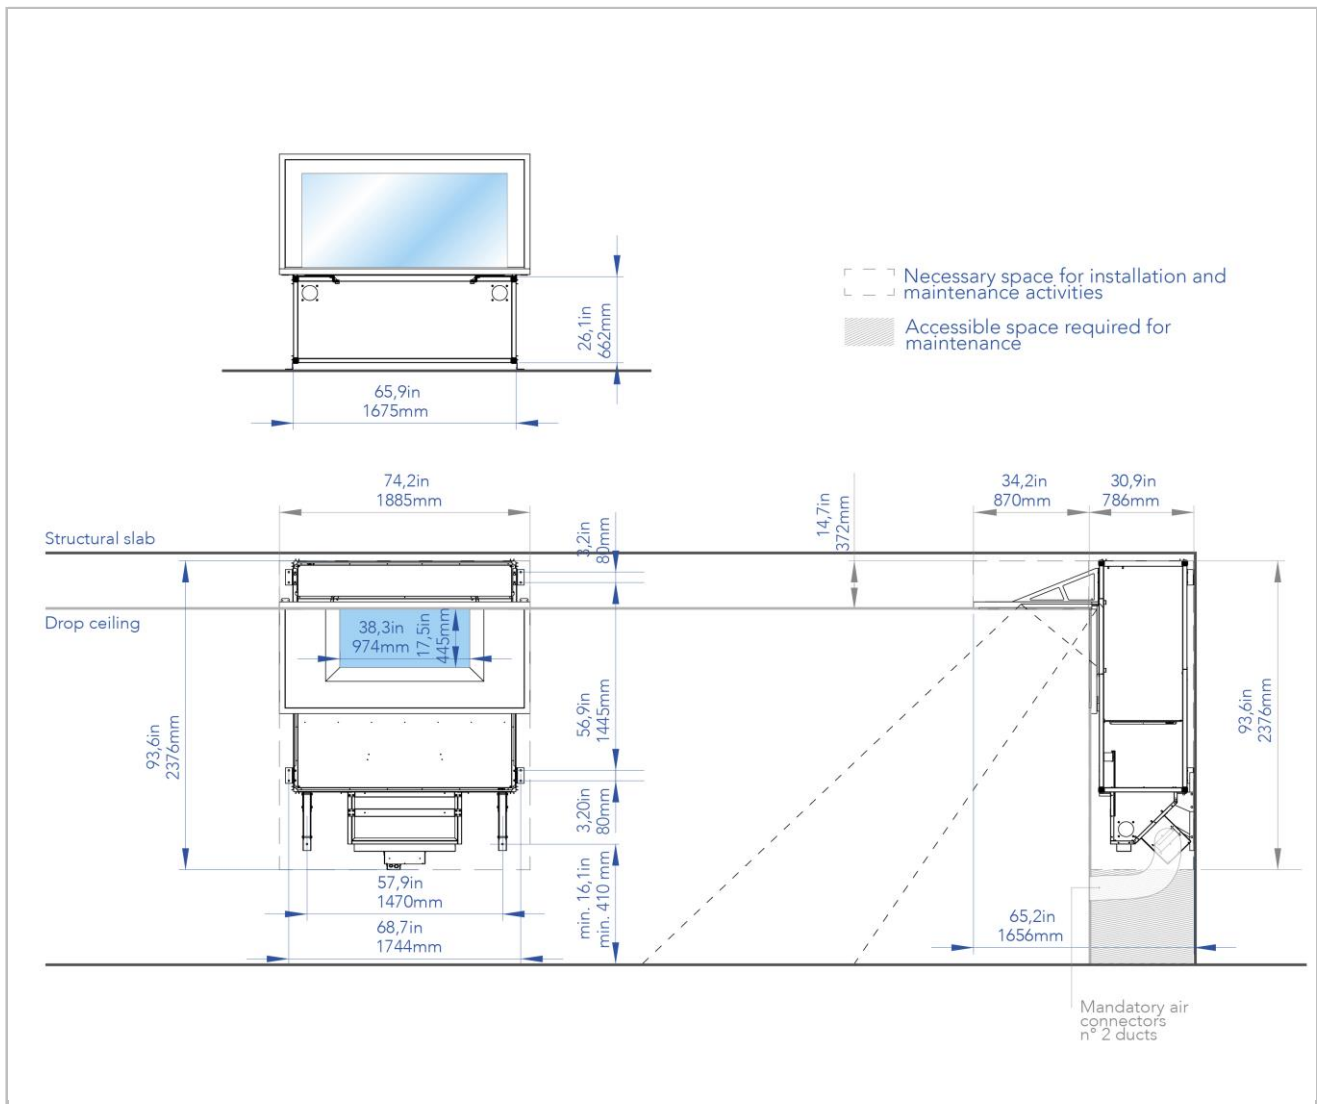 Necessary space for installation and
maintenance activities
Accessible space required for
maintenance
26,1in
662mm
65,9in
1675mm
74,2in
1885mm
34,2in
870mm
30,9in
786mm
14,7in
372mm
3,2in
80mm
Structural slab
Drop ceiling
38,3in
974mm
17,5in
445mm
56,9in
1445mm
93,6in
2376mm
93,6in
2376mm
3,20in
80mm
57,9in
1470mm
min. 16,1in
min. 410 mm
68,7in
1744mm
65,2in
1656mm
Mandatory air
connectors
n° 2 ducts